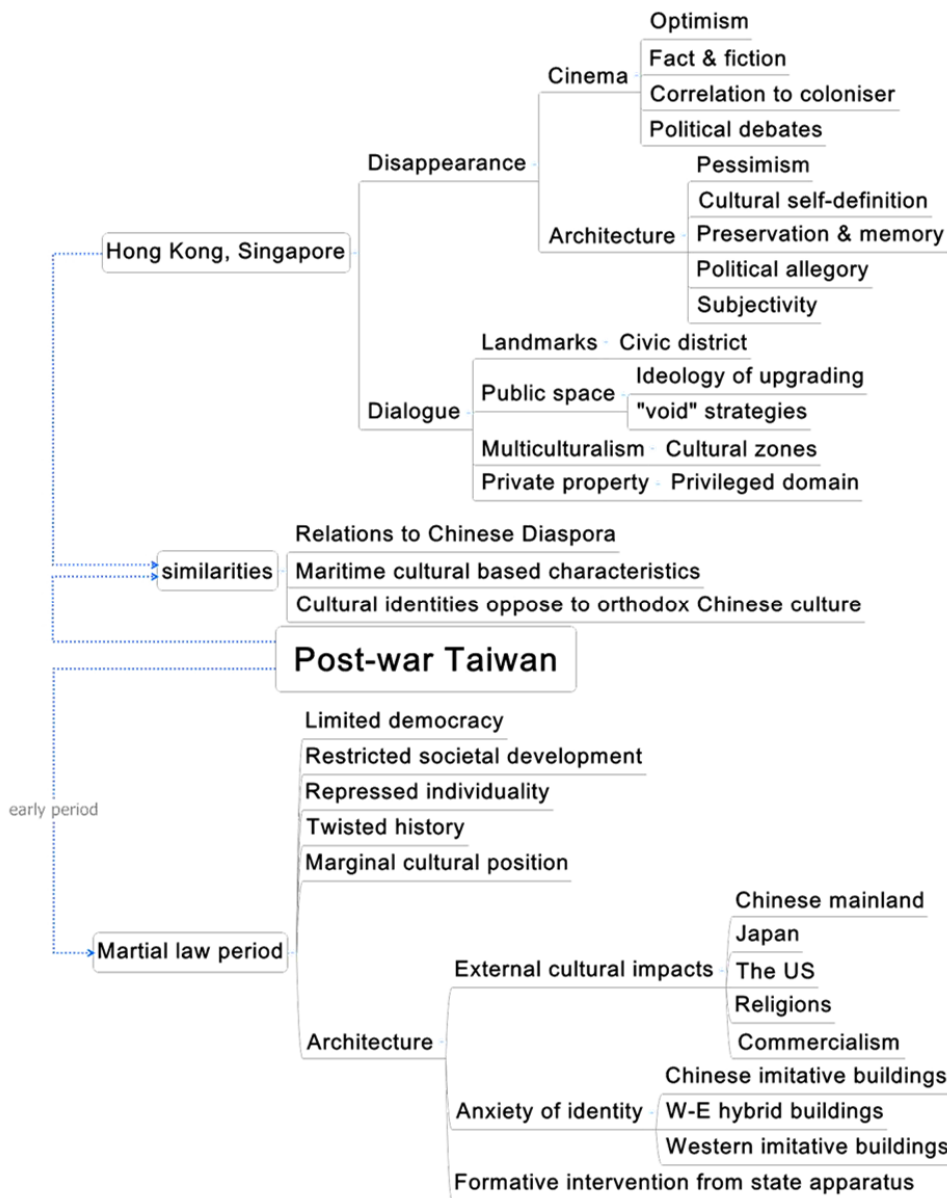 Optimism
Fact & fiction
Cinema
Correlation to coloniser
Political debates
Disappearance
Pessimism
Cultural self-definition
Architecture
Preservation & memory
Political allegory
Subjectivity
Hong Kong, Singapore
Landmarks
Civic district
Ideology of upgrading
Public space
"void" strategies
Dialogue
Multiculturalism
Cultural zones
Private property
Privileged domain
Relations to Chinese Diaspora
similarities
Maritime cultural based characteristics
Cultural identities oppose to orthodox Chinese culture
Post-war Taiwan
Limited democracy
Restricted societal development
Repressed individuality
early period
Twisted history
Marginal cultural position
Martial law period
Chinese mainland
Japan
External cultural impacts
The US
Religions
Commercialism
Architecture
Chinese imitative buildings
Anxiety of identity
W-E hybrid buildings
Western imitative buildings
Formative intervention from state apparatus